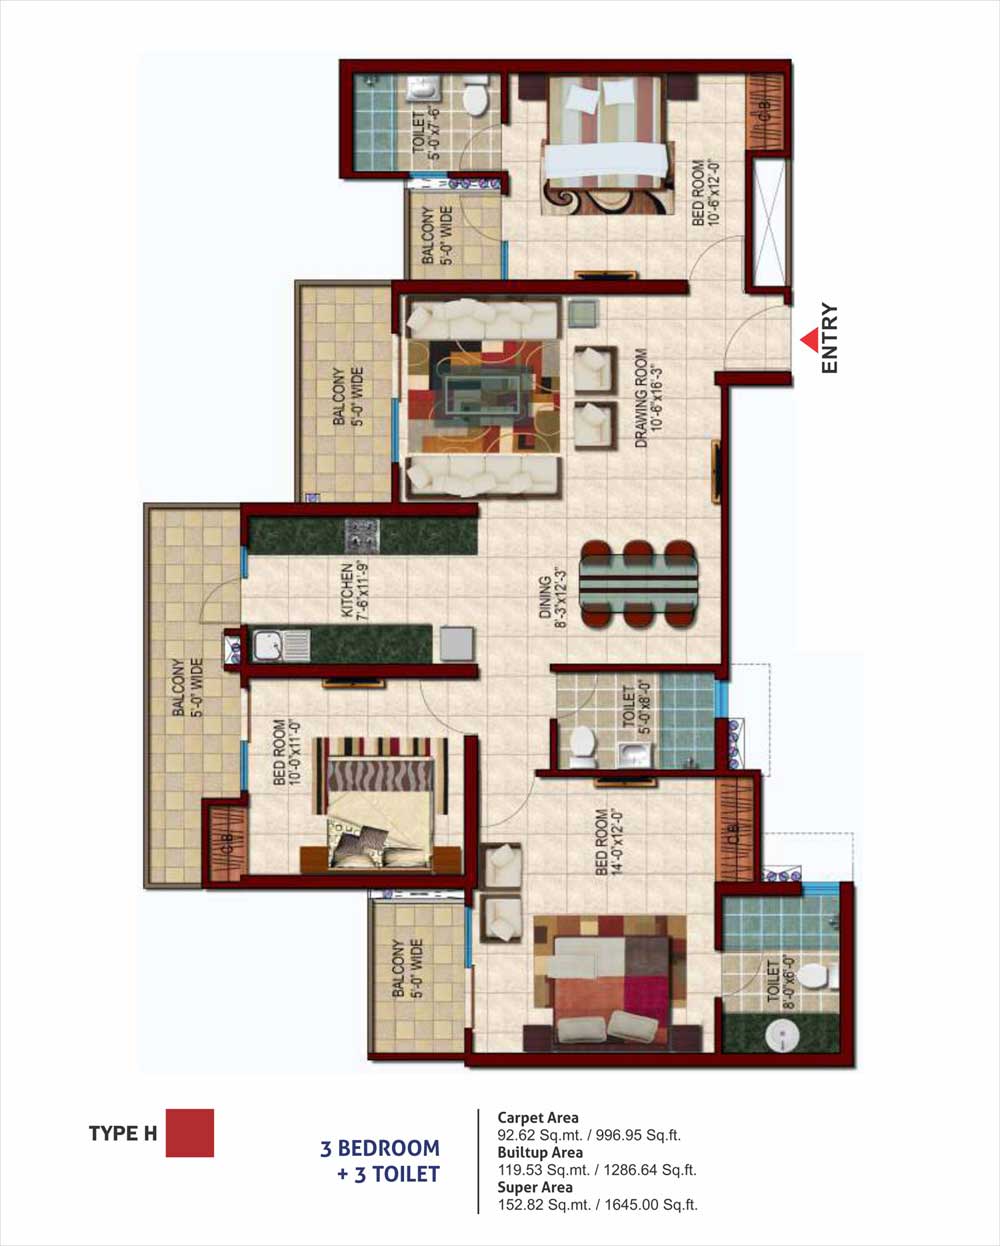 TOILET
5'-0"x7'-6"
C.B.
BED ROOM
10'-6"x12'-0"
BALCONY
5'-0" WIDE
BALCONY
5'-0" WIDE
DRAWING ROOM
10'-6"x16'-3"
ENTRY
KITCHEN
7'-6"x11'-9"
DINING
8'-3"x12'-3"
BALCONY
5'-0" WIDE
TOILET
5'-0"x8'-0"
BED ROOM
10'-0"x11'-0"
C.B.
BED ROOM
14'-0"x12'-0"
C.B.
BALCONY
5'-0" WIDE
TOILET
8'-0"x6'-0"
TYPE H
3 BEDROOM
+ 3 TOILET
Carpet Area
92.62 Sq.mt. / 996.95 Sq.ft.
Builtup Area
119.53 Sq.mt. / 1286.64 Sq.ft.
Super Area
152.82 Sq.mt. / 1645.00 Sq.ft.